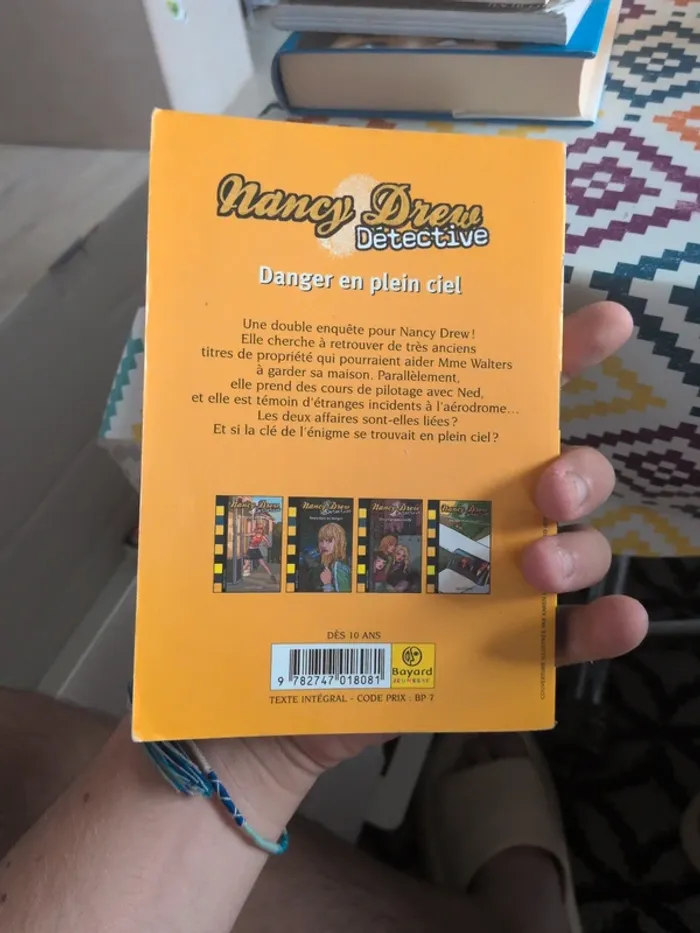 Nancy Drew
Détective
Danger en plein ciel
Une double enquête pour Nancy Drew !
Elle cherche à retrouver de très anciens
titres de propriété qui pourraient aider Mme Walters
à garder sa maison. Parallèlement,
elle prend des cours de pilotage avec Ned,
et elle est témoin d'étranges incidents à l'aérodrome...
Les deux affaires sont-elles liées ?
Et si la clé de l'énigme se trouvait en plein ciel ?
Nancy Drew
Nancy Drew
Nancy Drew
DÈS 10 ANS
9 782747 018081
Bayard
JEUNESSE
TEXTE INTÉGRAL - CODE PRIX : BP 7